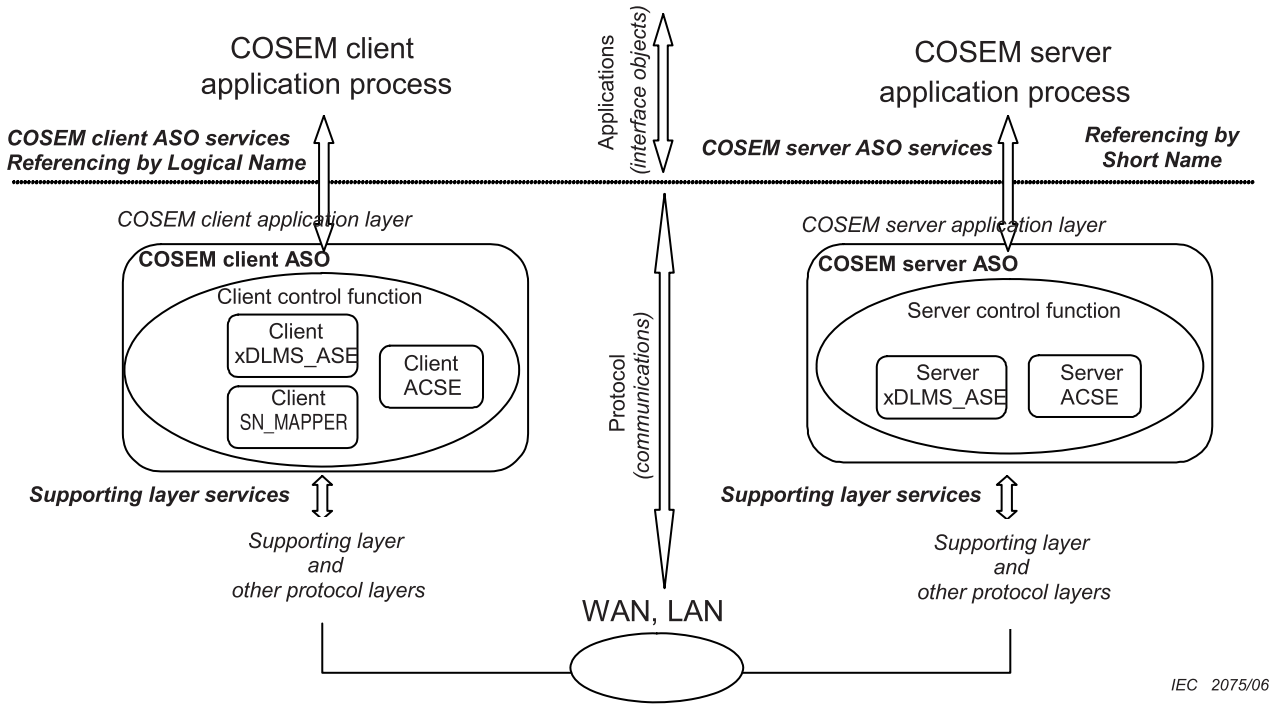 COSEM client
application process
Applications
(interface objects)
COSEM server
application process
COSEM client ASO services
Referencing by Logical Name
COSEM server ASO services
Referencing by
Short Name
COSEM client application layer
COSEM server application layer
COSEM client ASO
Client control function
Client
xDLMS_ASE
Client
ACSE
Client
SN_MAPPER
Protocol
(communications)
COSEM server ASO
Server control function
Server
xDLMS_ASE
Server
ACSE
Supporting layer services
Supporting layer services
Supporting layer
and
other protocol layers
Supporting layer
and
other protocol layers
WAN, LAN
IEC 2075/06